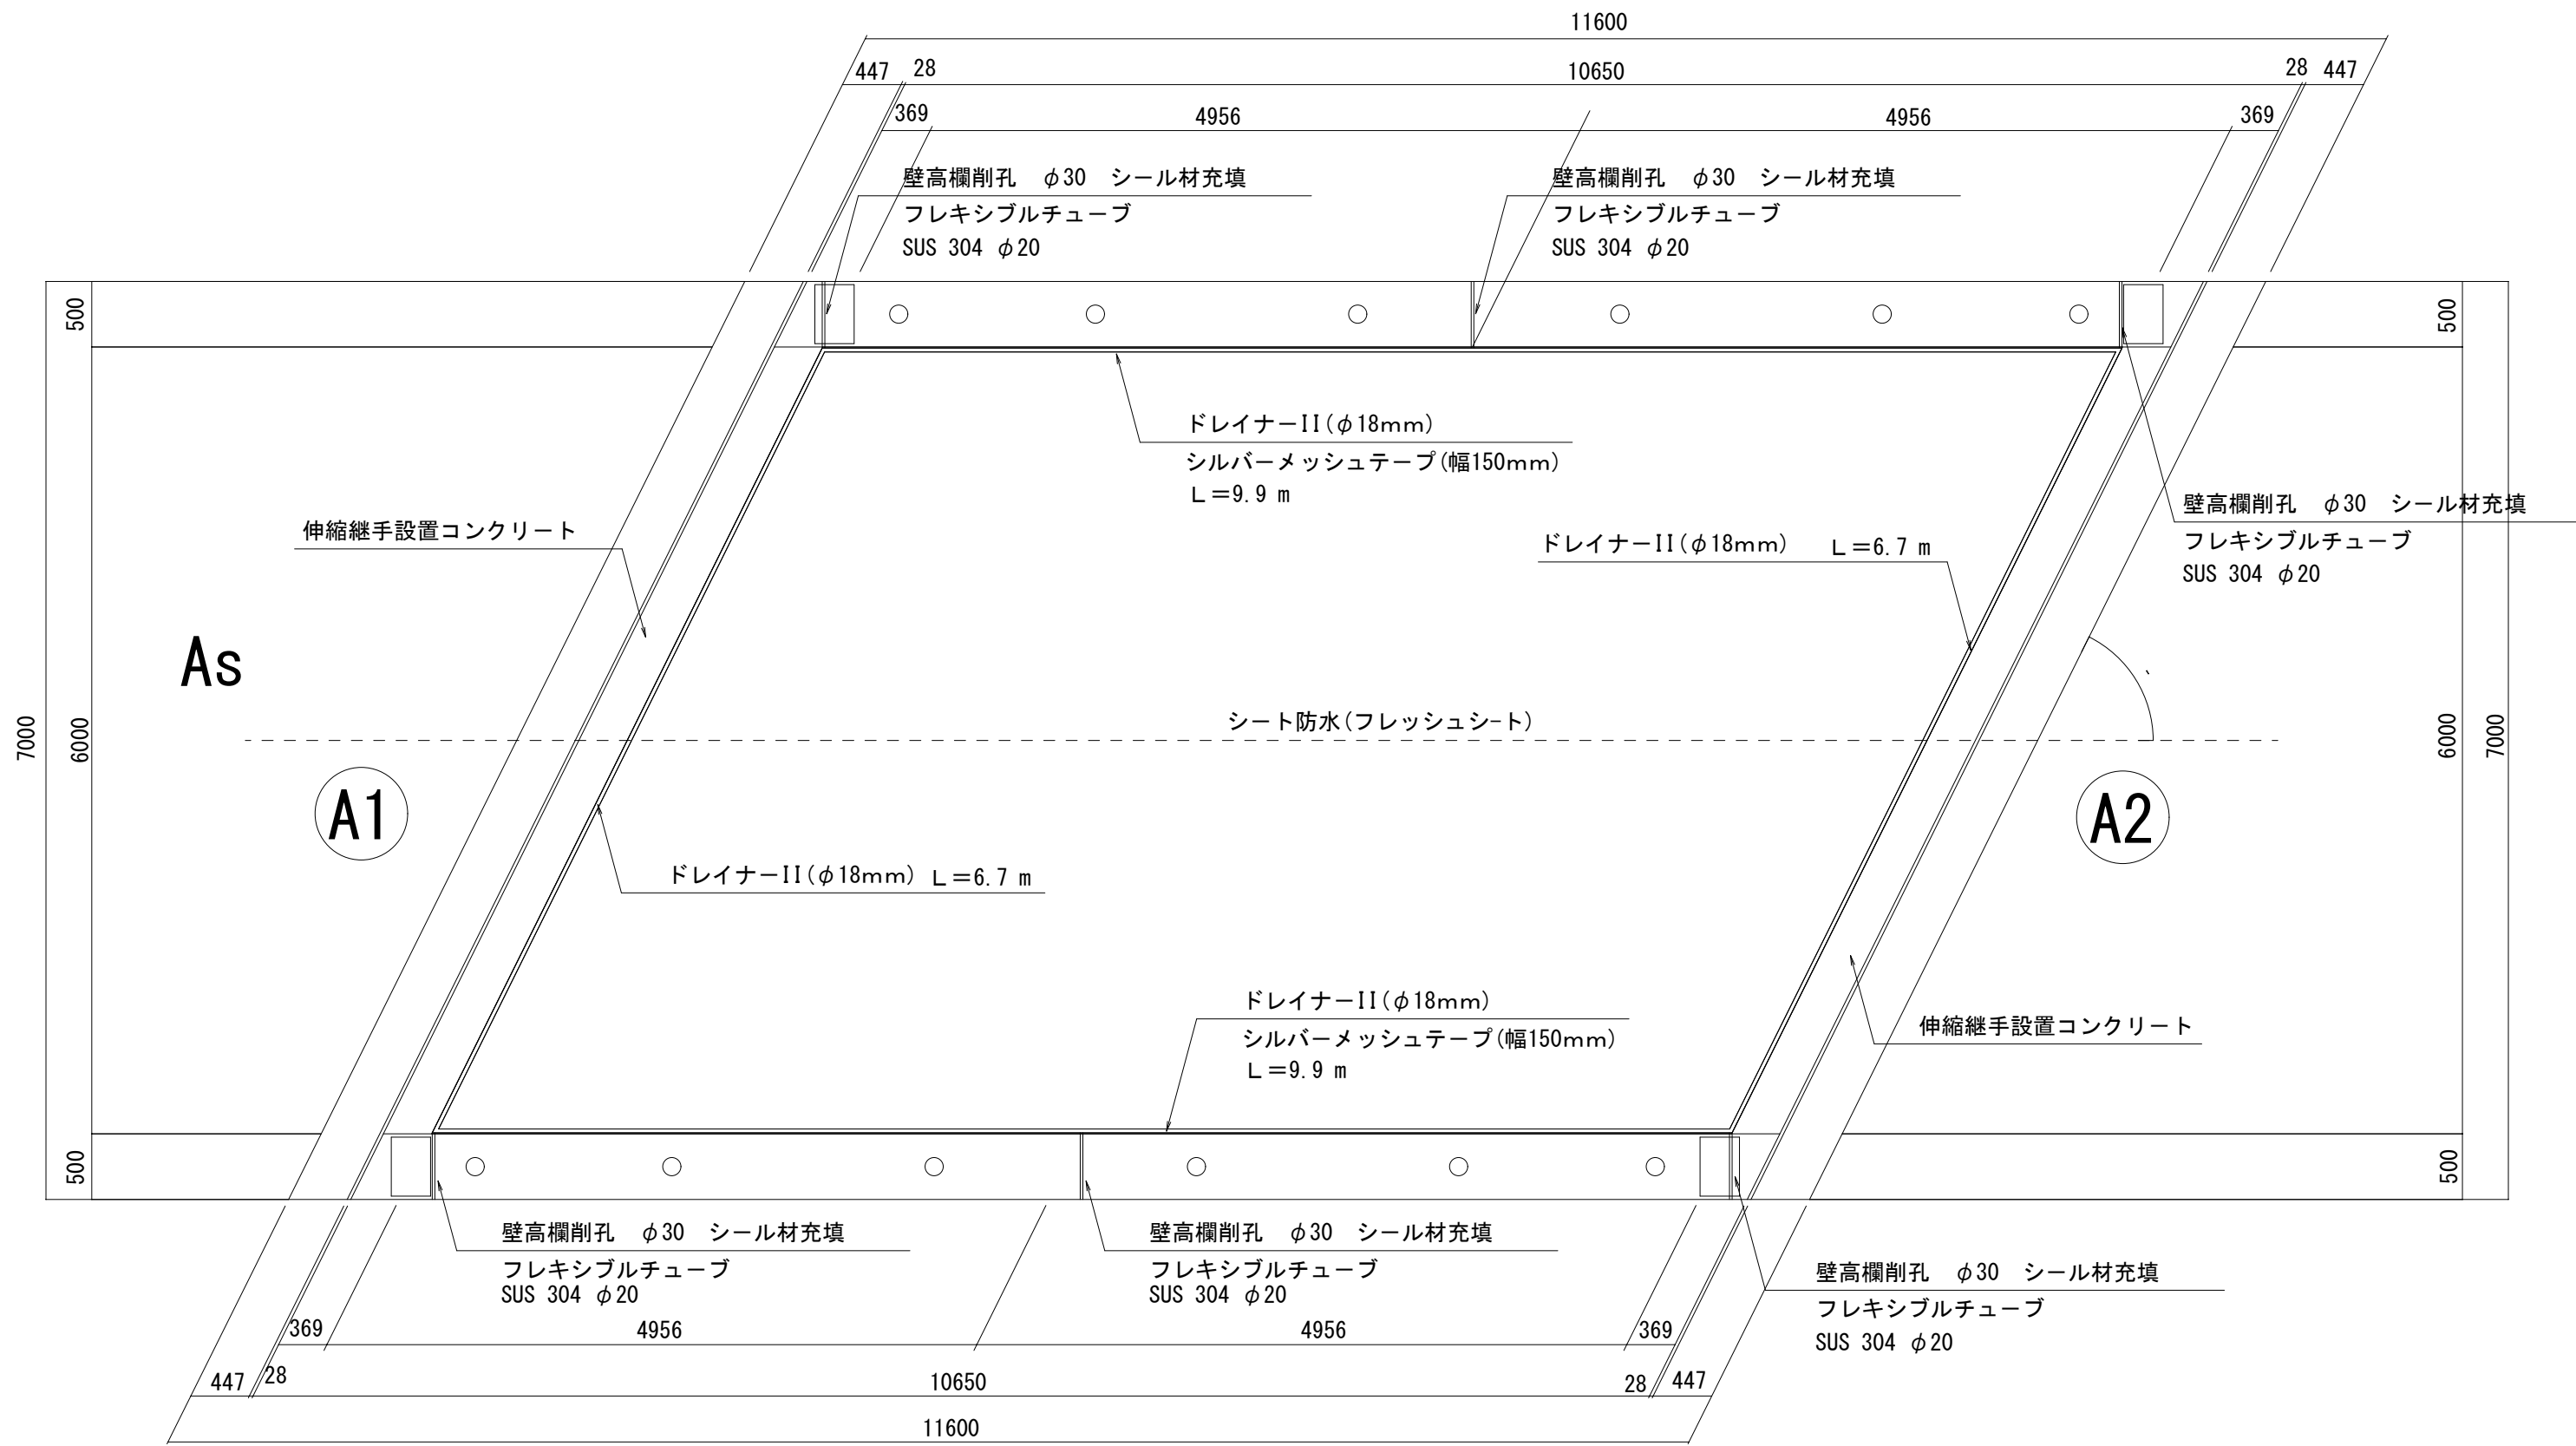 11600
447 28 10650 28 447
369 4956 4956 369
壁高欄削孔　φ30　シール材充填
フレキシブルチューブ
SUS 304 φ20
壁高欄削孔　φ30　シール材充填
フレキシブルチューブ
SUS 304 φ20
500
500
ドレイナーII(φ18mm)
シルバーメッシュテープ(幅150mm)
L=9.9 m
壁高欄削孔　φ30　シール材充填
フレキシブルチューブ
SUS 304 φ20
伸縮継手設置コンクリート
ドレイナーII(φ18mm)　L=6.7 m
As
シート防水(フレッシュシ-ト)
7000
6000
6000
7000
A1
A2
ドレイナーII(φ18mm) L=6.7 m
ドレイナーII(φ18mm)
シルバーメッシュテープ(幅150mm)
L=9.9 m
伸縮継手設置コンクリート
500
500
壁高欄削孔　φ30　シール材充填
フレキシブルチューブ
SUS 304 φ20
壁高欄削孔　φ30　シール材充填
フレキシブルチューブ
SUS 304 φ20
壁高欄削孔　φ30　シール材充填
フレキシブルチューブ
SUS 304 φ20
369 4956 4956 369
447 28 10650 28 447
11600